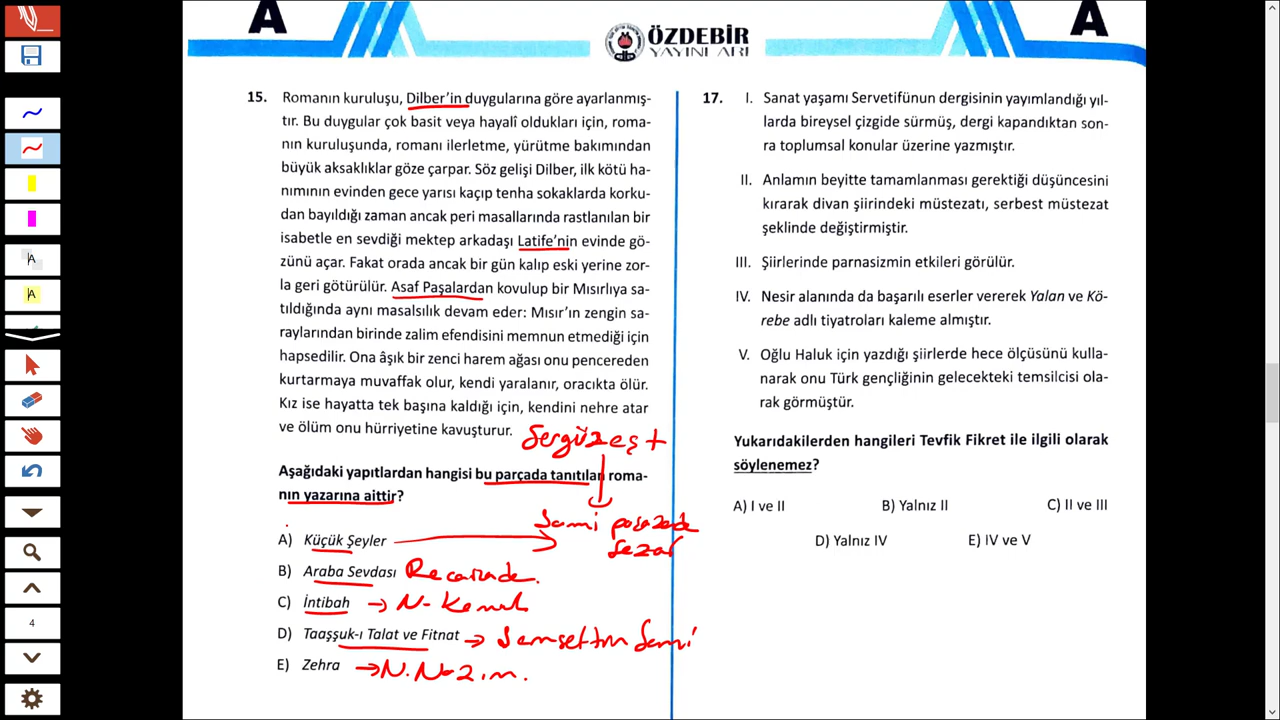 A
ÖZDEBİR
YAYINLARI
A
15. Romanın kuruluşu, Dilber'in duygularına göre ayarlanmış-
tır. Bu duygular çok basit veya hayalî oldukları için, roma-
nın kuruluşunda, romanı ilerletme, yürütme bakımından
büyük aksaklıklar göze çarpar. Söz gelişi Dilber, ilk kötü ha-
nımının evinden gece yarısı kaçıp tenha sokaklarda korku-
dan bayıldığı zaman ancak peri masallarında rastlanılan bir
isabetle en sevdiği mektep arkadaşı Latife'nin evinde gö-
zünü açar. Fakat orada ancak bir gün kalıp eski yerine zor-
la geri götürülür. Asaf Paşalardan kovulup bir Mısırlıya sa-
tıldığında aynı masalsılık devam eder: Mısır'ın zengin sa-
raylarından birinde zalim efendisini memnun etmediği için
hapsedilir. Ona âşık bir zenci harem ağası onu pencereden
kurtarmaya muvaffak olur, kendi yaralanır, oracıkta ölür.
Kız ise hayatta tek başına kaldığı için, kendini nehre atar
ve ölüm onu hürriyetine kavuşturur.
Sergüzeşt
Aşağıdaki yapıtlardan hangisi bu parçada tanıtılan roma-
nın yazarına aittir?
Sami paşazade
Sezai
A) Küçük Şeyler
B) Araba Sevdası Recaizade.
C) İntibah → N. Kemal
D) Taaşşuk-ı Talat ve Fitnat → Şemsettin Sami
E) Zehra → N. Nazım.
17. I. Sanat yaşamı Servetifünun dergisinin yayımlandığı yıl-
larda bireysel çizgide sürmüş, dergi kapandıktan son-
ra toplumsal konular üzerine yazmıştır.
II. Anlamın beyitte tamamlanması gerektiği düşüncesini
kırarak divan şiirindeki müstezatı, serbest müstezat
şeklinde değiştirmiştir.
III. Şiirlerinde parnasizmin etkileri görülür.
IV. Nesir alanında da başarılı eserler vererek Yalan ve Kö-
rebe adlı tiyatroları kaleme almıştır.
V. Oğlu Haluk için yazdığı şiirlerde hece ölçüsünü kulla-
narak onu Türk gençliğinin gelecekteki temsilcisi ola-
rak görmüştür.
Yukarıdakilerden hangileri Tevfik Fikret ile ilgili olarak
söylenemez?
A) I ve II B) Yalnız II C) II ve III
D) Yalnız IV E) IV ve V
A
A
4